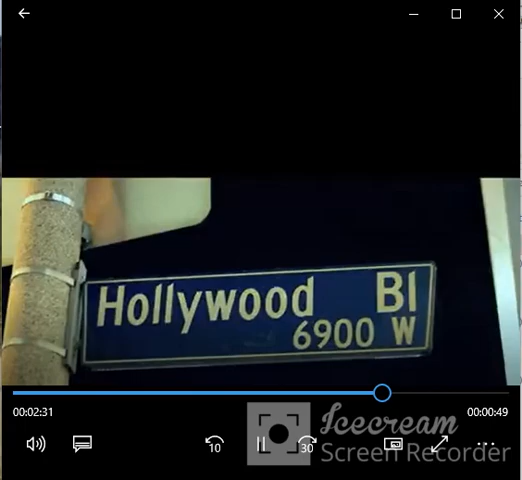 Hollywood Bl
6900 W
00:02:31
00:00:49
Icecream
Screen Recorder
10
30